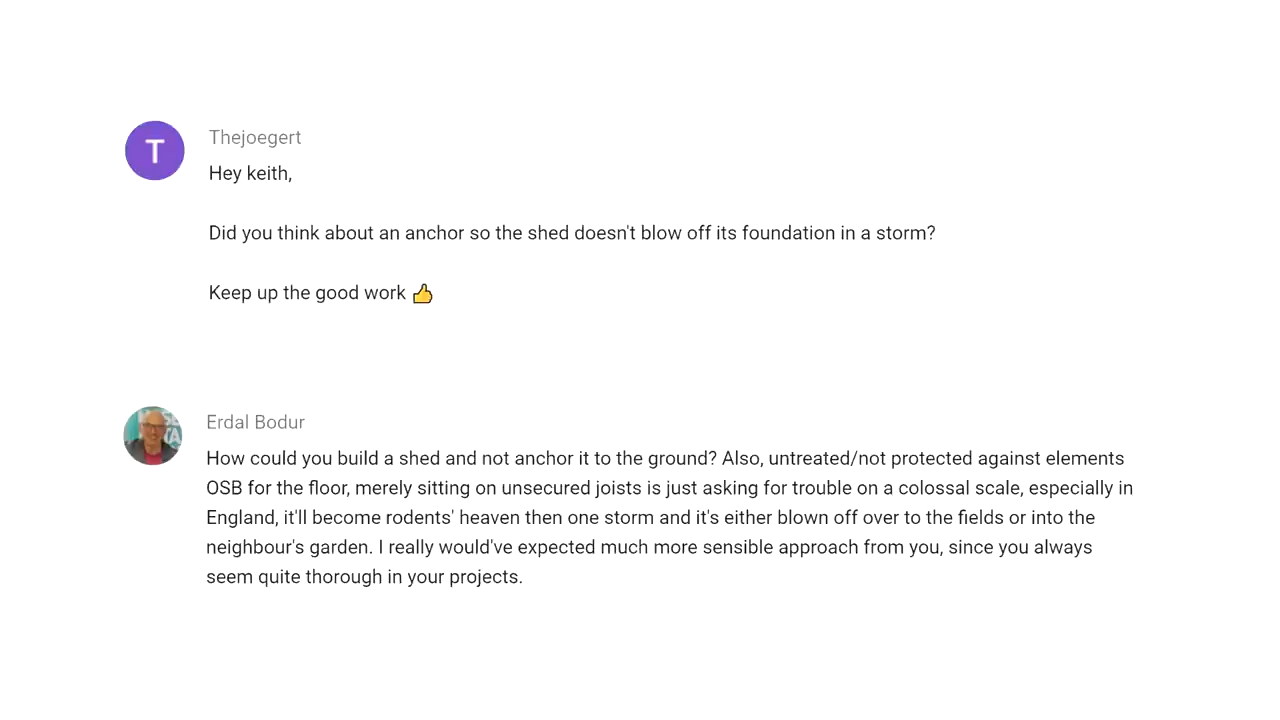 T
Thejoegert
Hey keith,
Did you think about an anchor so the shed doesn't blow off its foundation in a storm?
Keep up the good work 👍
Erdal Bodur
How could you build a shed and not anchor it to the ground? Also, untreated/not protected against elements
OSB for the floor, merely sitting on unsecured joists is just asking for trouble on a colossal scale, especially in
England, it'll become rodents' heaven then one storm and it's either blown off over to the fields or into the
neighbour's garden. I really would've expected much more sensible approach from you, since you always
seem quite thorough in your projects.